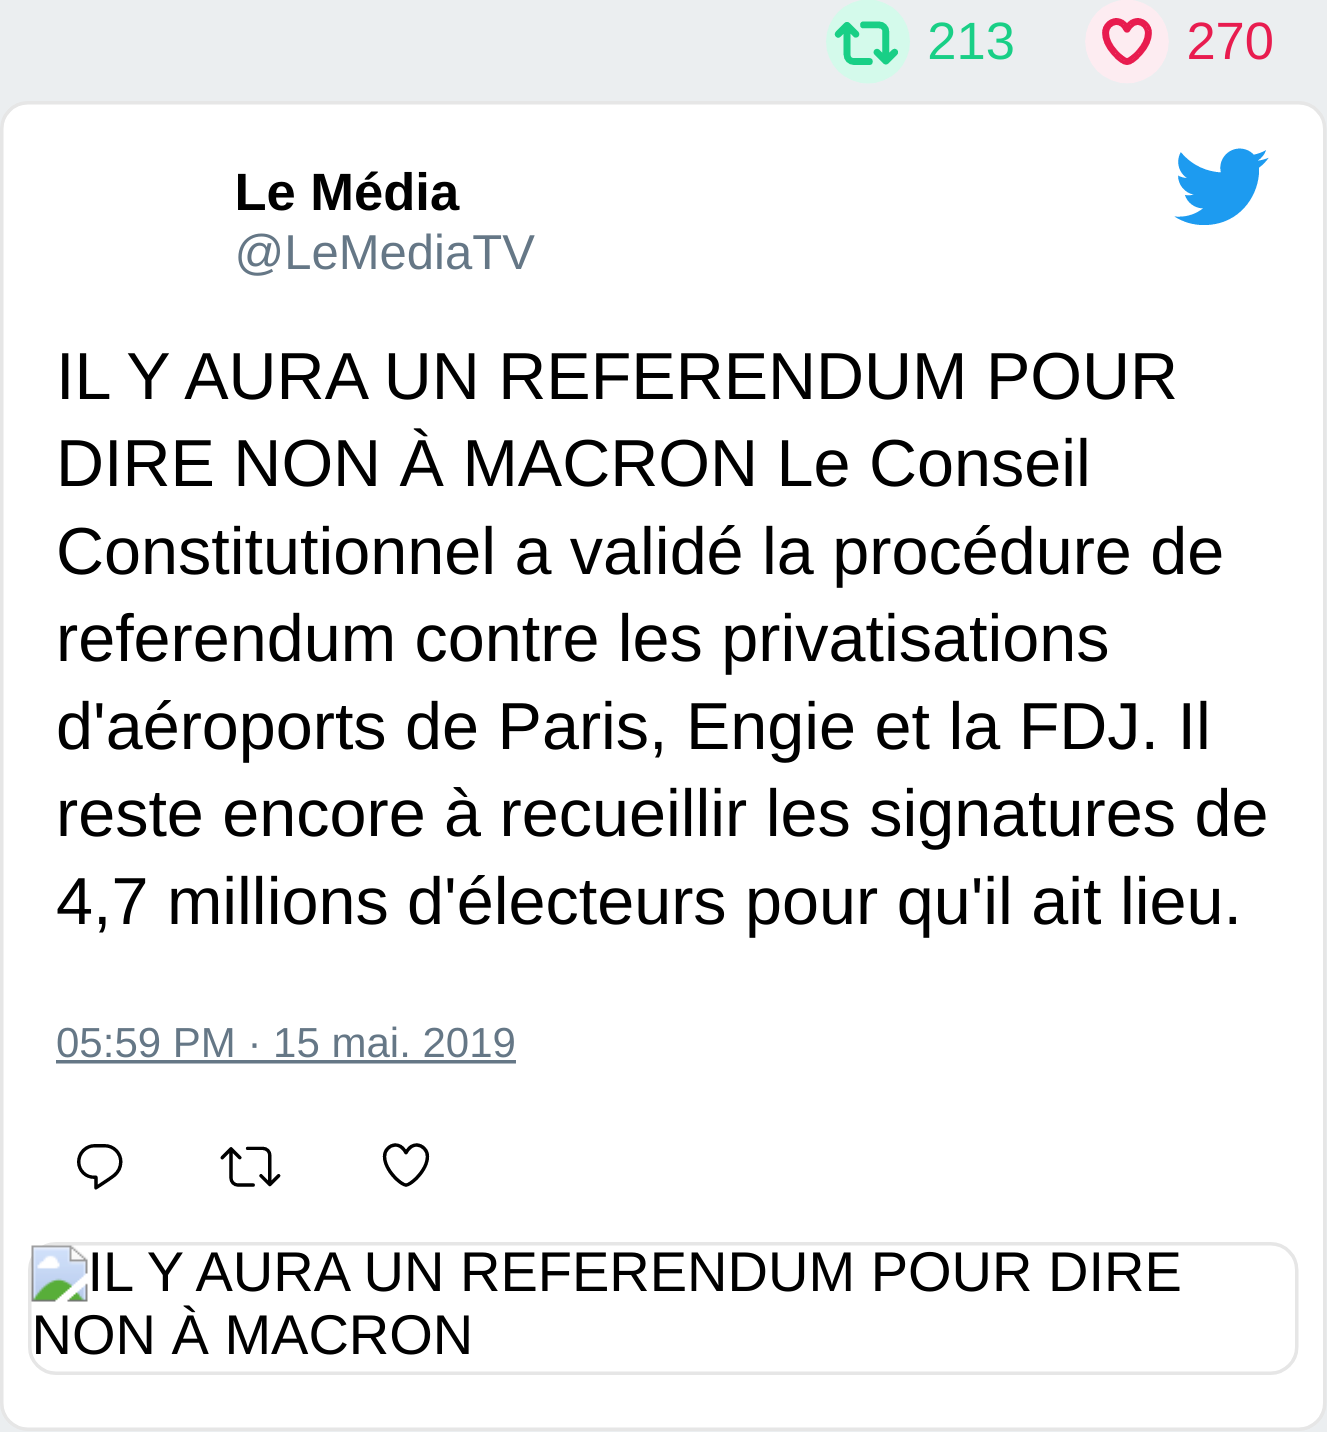 213 270
Le Média
@LeMediaTV
IL Y AURA UN REFERENDUM POUR
DIRE NON À MACRON Le Conseil
Constitutionnel a validé la procédure de
referendum contre les privatisations
d'aéroports de Paris, Engie et la FDJ. Il
reste encore à recueillir les signatures de
4,7 millions d'électeurs pour qu'il ait lieu.
05:59 PM · 15 mai. 2019
IL Y AURA UN REFERENDUM POUR DIRE
NON À MACRON